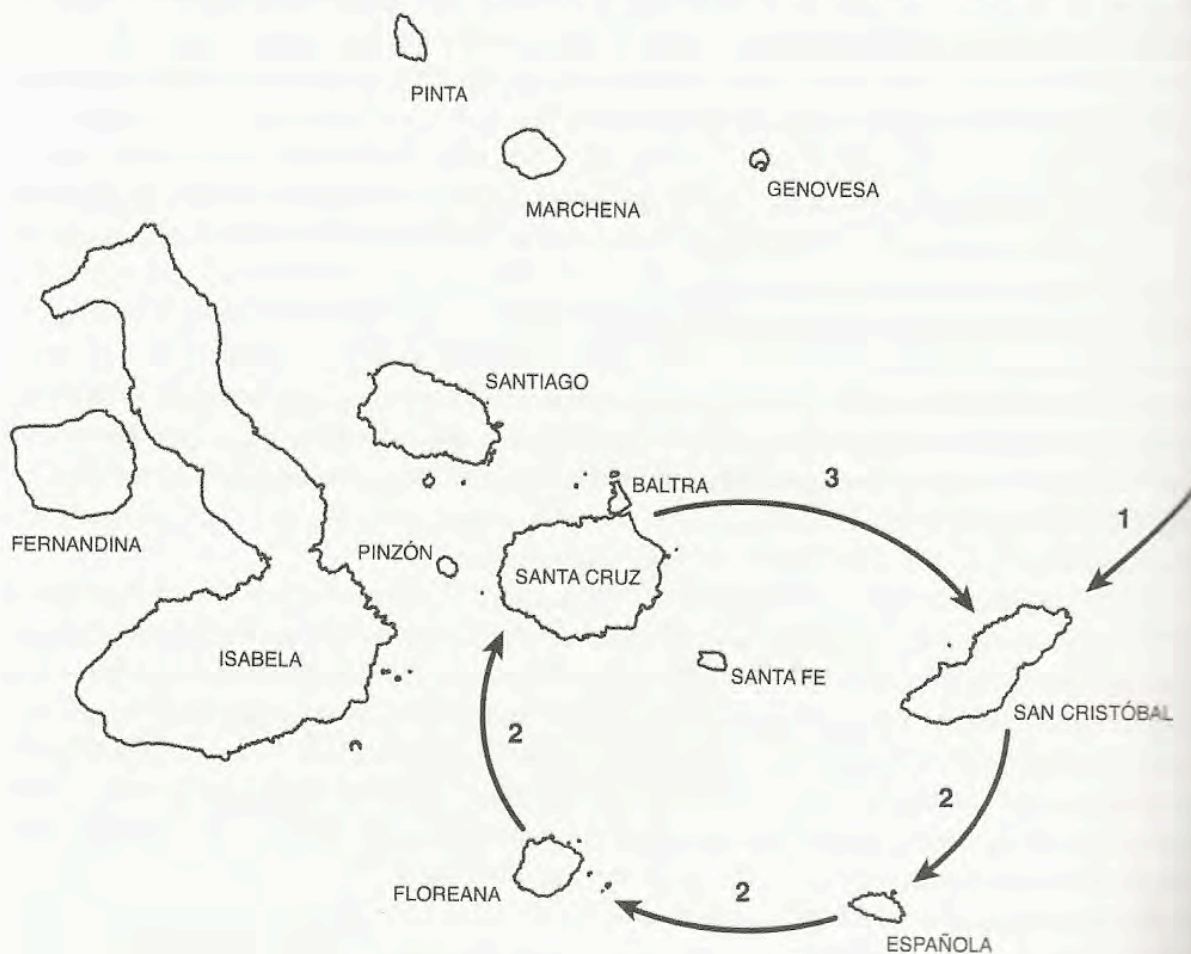 PINTA
MARCHENA
GENOVESA
SANTIAGO
BALTRA
3
1
FERNANDINA
PINZÓN
SANTA CRUZ
ISABELA
SANTA FE
SAN CRISTÓBAL
2
2
FLOREANA
2
ESPAÑOLA